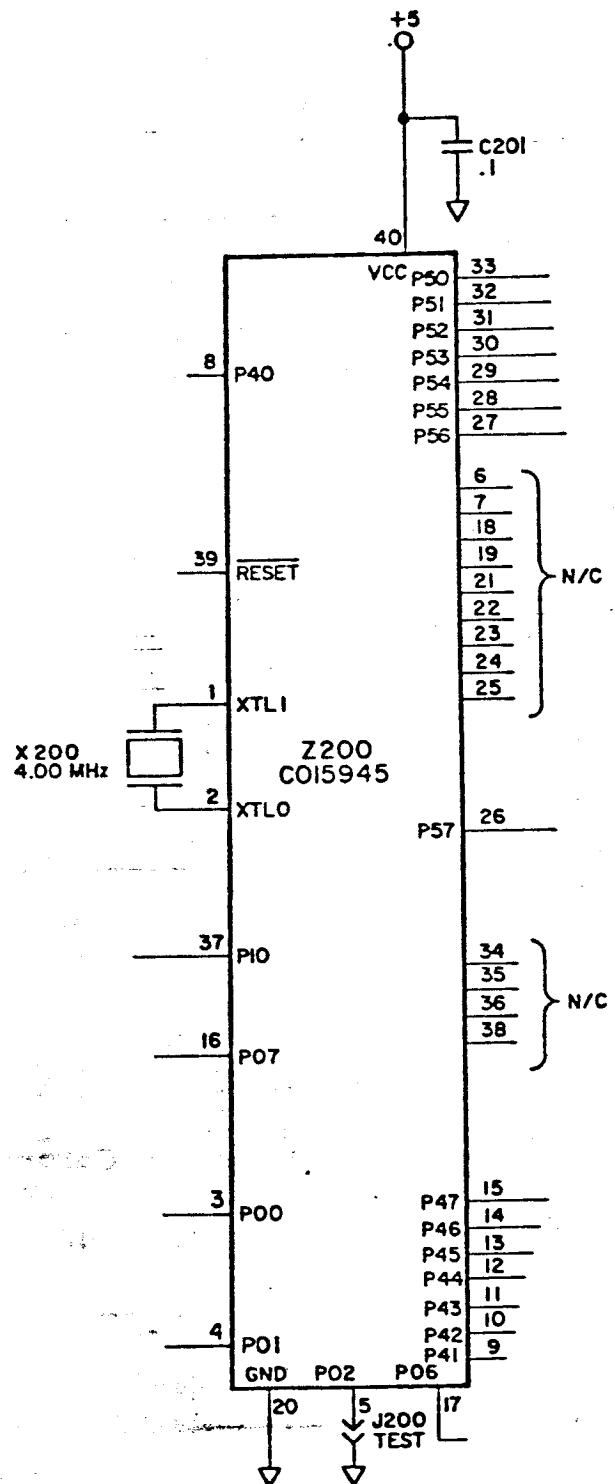 +5
C201
.1
40
VCC
P50 33
P51 32
P52 31
P53 30
P54 29
P55 28
P56 27
8 P40
6
7
18
19
21
22
23
24
25
N/C
39 RESET
1 XTL1
X200
4.00 MHz
2 XTL0
Z200
C015945
P57 26
37 P10
34
35
36
38
N/C
16 P07
3 P00
P47 15
P46 14
P45 13
P44 12
P43 11
P42 10
P41 9
4 P01
GND P02 P06
20 5 17
J200
TEST